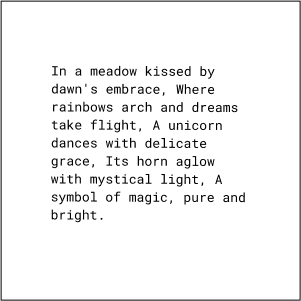 In a meadow kissed by
dawn's embrace, Where
rainbows arch and dreams
take flight, A unicorn
dances with delicate
grace, Its horn aglow
with mystical light, A
symbol of magic, pure and
bright.